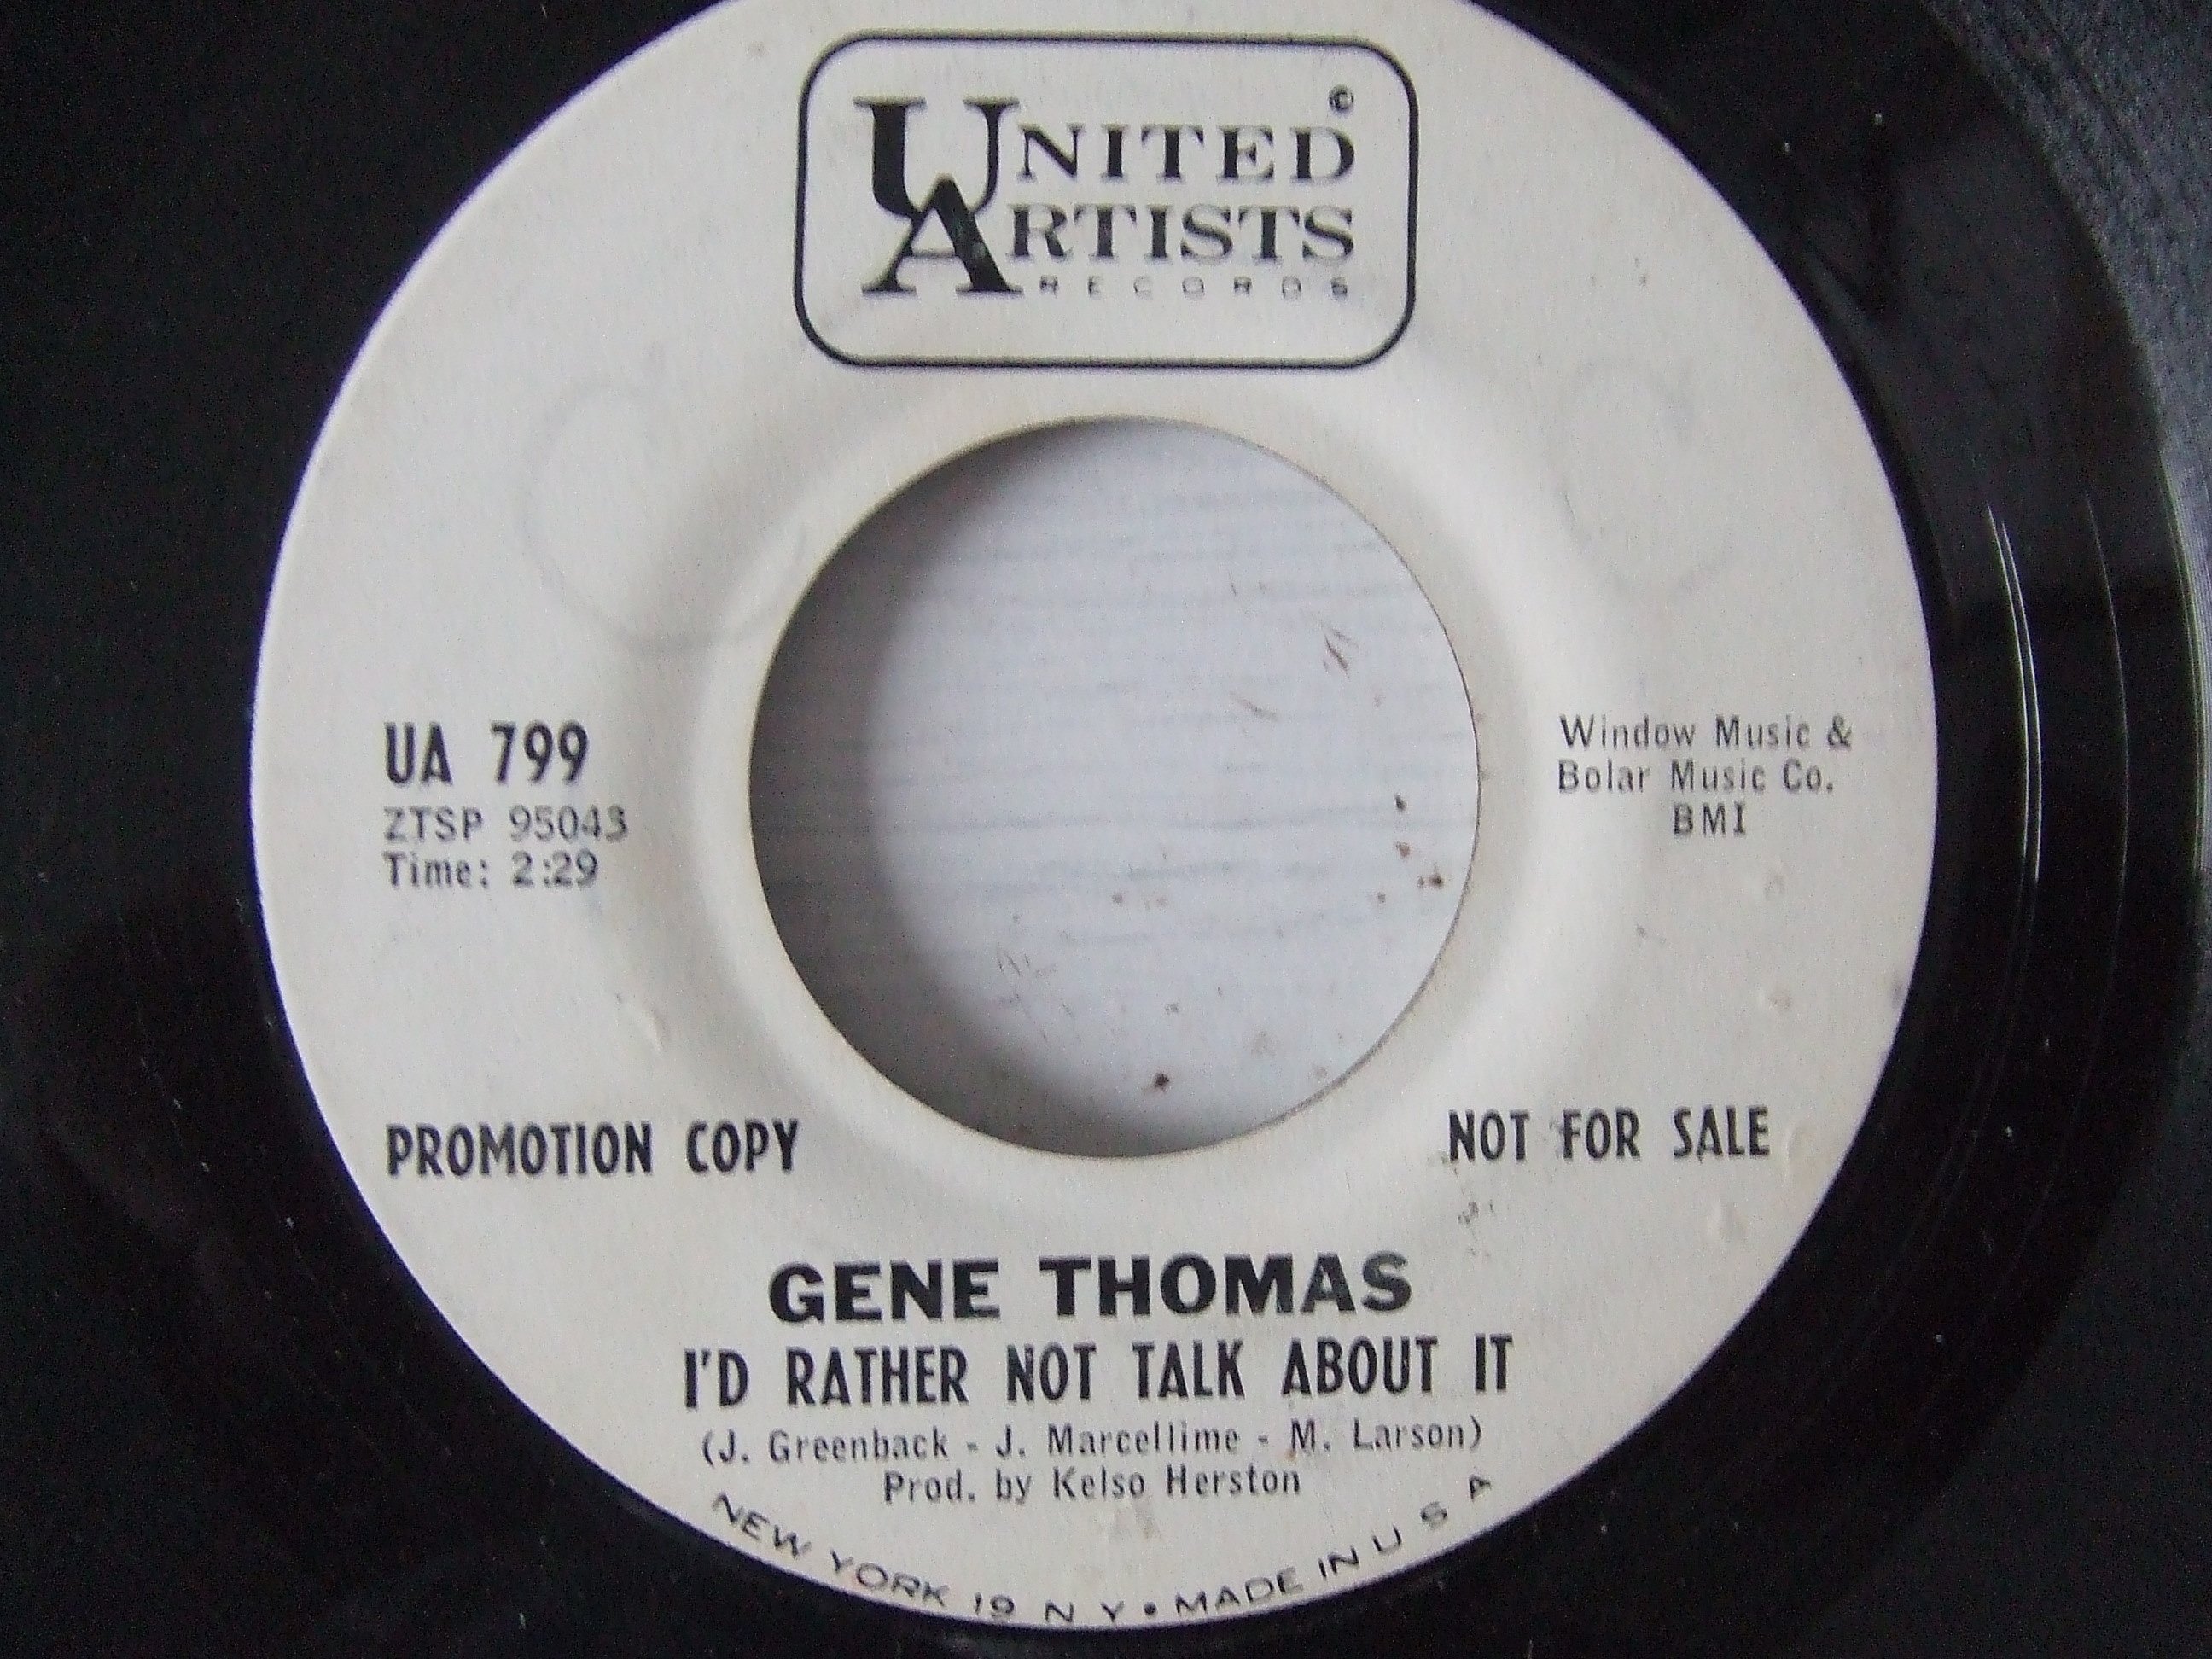 ©
UNITED
ARTISTS
RECORDS
UA 799
ZTSP 95043
Time: 2:29
Window Music &
Bolar Music Co.
BMI
PROMOTION COPY
NOT FOR SALE
GENE THOMAS
I'D RATHER NOT TALK ABOUT IT
(J. Greenback - J. Marcellime - M. Larson)
Prod. by Kelso Herston
NEW YORK 19 N Y • MADE IN U S A